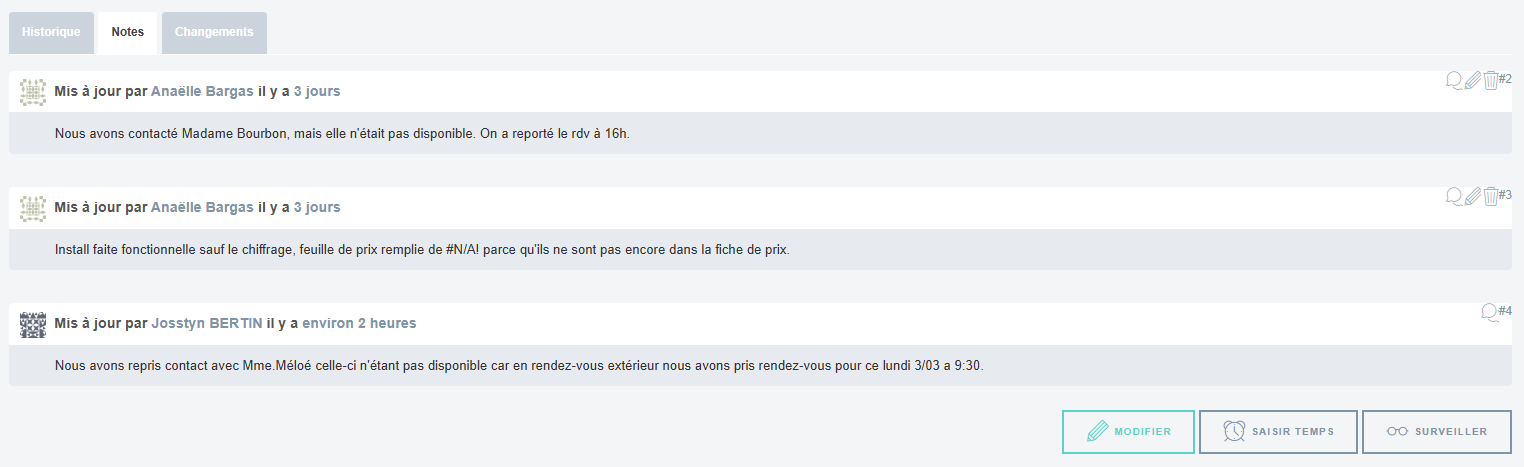 Historique
Notes
Changements
Mis à jour par Anaëlle Bargas il y a 3 jours
#2
Nous avons contacté Madame Bourbon, mais elle n'était pas disponible. On a reporté le rdv à 16h.
Mis à jour par Anaëlle Bargas il y a 3 jours
#3
Install faite fonctionnelle sauf le chiffrage, feuille de prix remplie de #N/A! parce qu'ils ne sont pas encore dans la fiche de prix.
Mis à jour par Josstyn BERTIN il y a environ 2 heures
#4
Nous avons repris contact avec Mme.Méloé celle-ci n'étant pas disponible car en rendez-vous extérieur nous avons pris rendez-vous pour ce lundi 3/03 a 9:30.
MODIFIER
SAISIR TEMPS
SURVEILLER